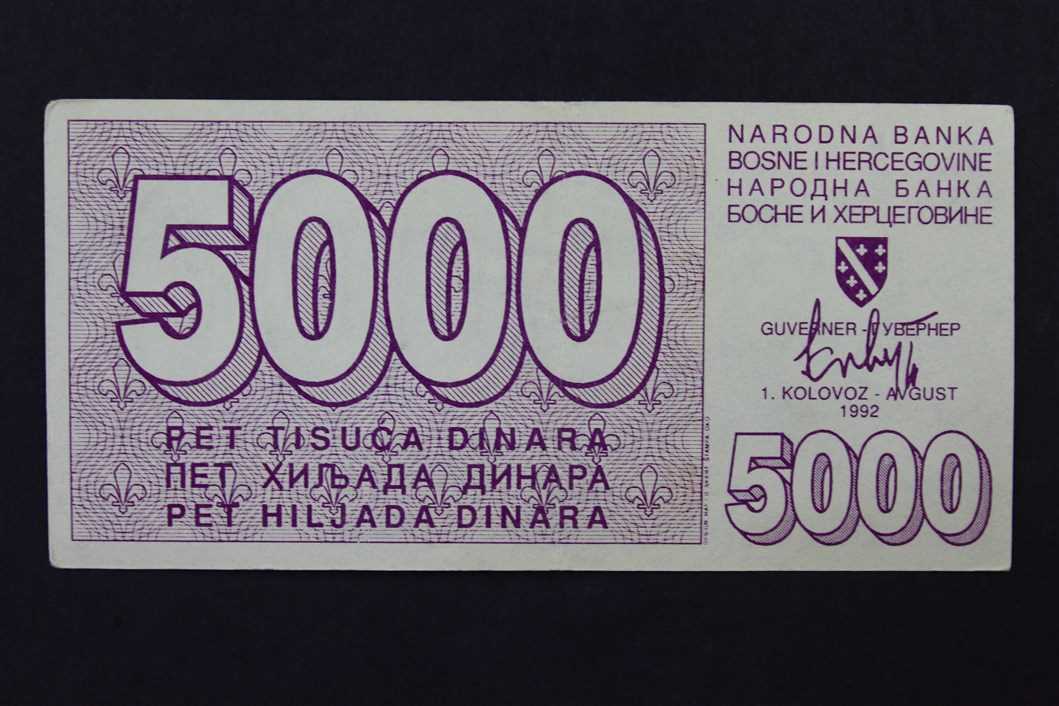 5000
PET TISUĆA DINARA
ПЕТ ХИЉАДА ДИНАРА
PET HILJADA DINARA
NARODNA BANKA
BOSNE I HERCEGOVINE
НАРОДНА БАНКА
БОСНЕ И ХЕРЦЕГОВИНЕ
GUVERNER - ГУВЕРНЕР
1. KOLOVOZ - AVGUST
1992
5000